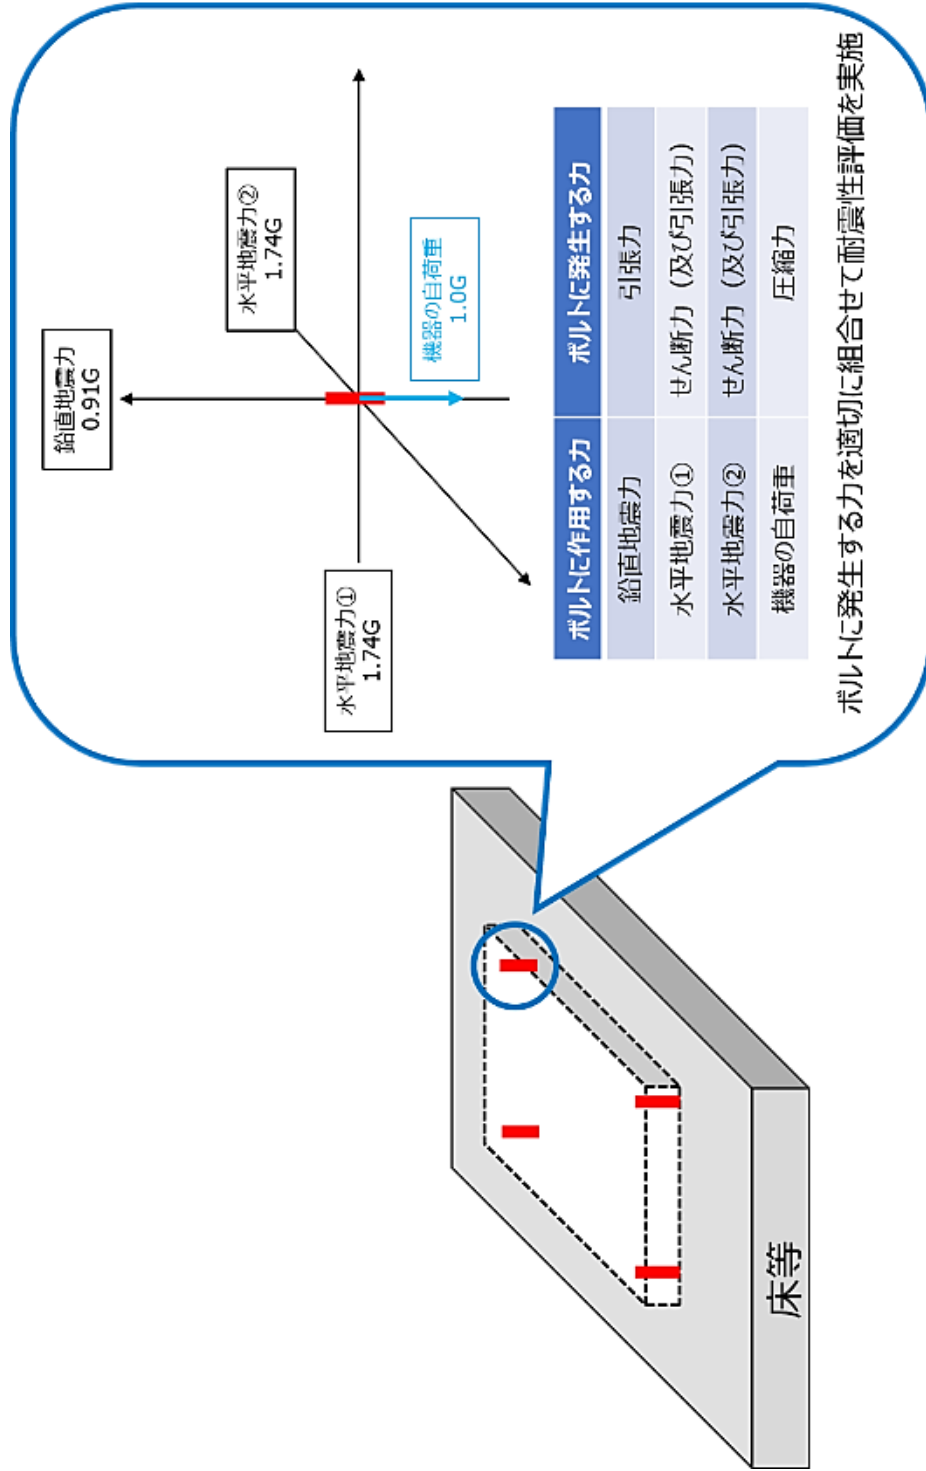 鉛直地震力
0.91G
水平地震力②
1.74G
水平地震力①
1.74G
機器の自荷重
1.0G
ボルトに作用する力 ボルトに発生する力
鉛直地震力 引張力
水平地震力① せん断力（及び引張力）
水平地震力② せん断力（及び引張力）
機器の自荷重 圧縮力
ボルトに発生する力を適切に組合せて耐震性評価を実施
床等